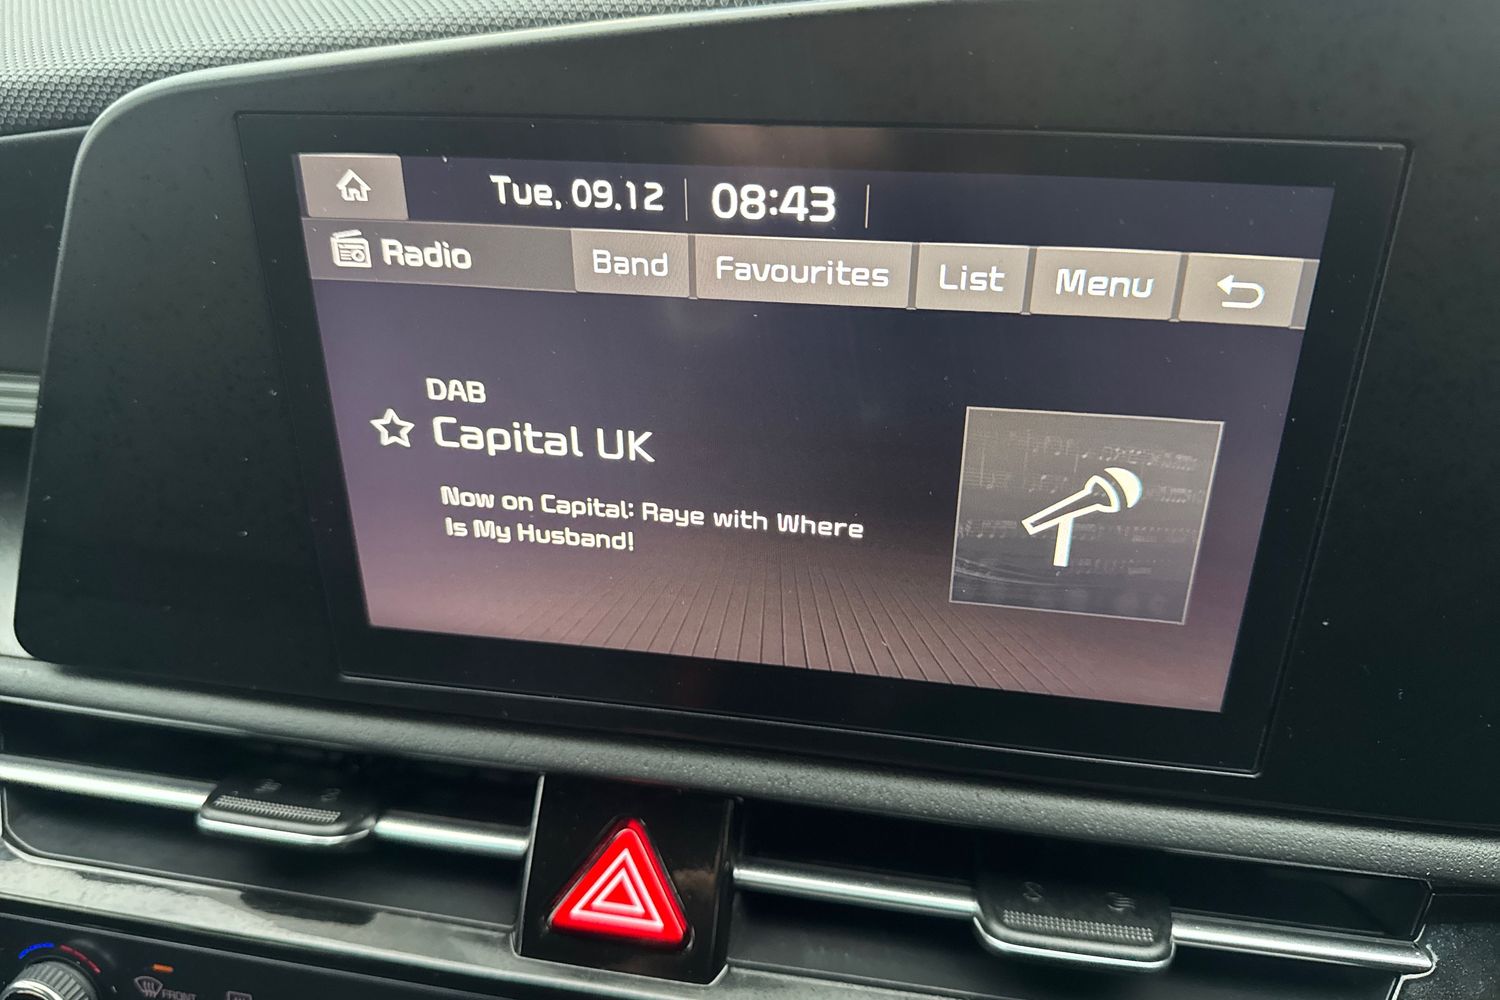 Tue, 09.12 08:43
Radio Band Favourites List Menu
DAB
Capital UK
Now on Capital: Raye with Where
Is My Husband!
FRONT